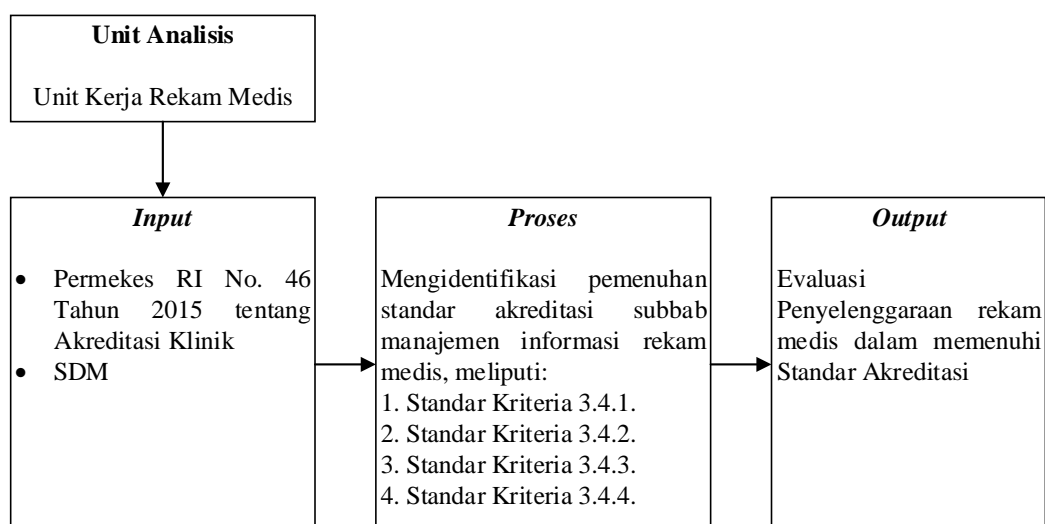 Unit Analisis
Unit Kerja Rekam Medis
Input
• Permekes RI No. 46
Tahun 2015 tentang
Akreditasi Klinik
• SDM
Proses
Mengidentifikasi pemenuhan
standar akreditasi subbab
manajemen informasi rekam
medis, meliputi:
1. Standar Kriteria 3.4.1.
2. Standar Kriteria 3.4.2.
3. Standar Kriteria 3.4.3.
4. Standar Kriteria 3.4.4.
Output
Evaluasi
Penyelenggaraan rekam
medis dalam memenuhi
Standar Akreditasi